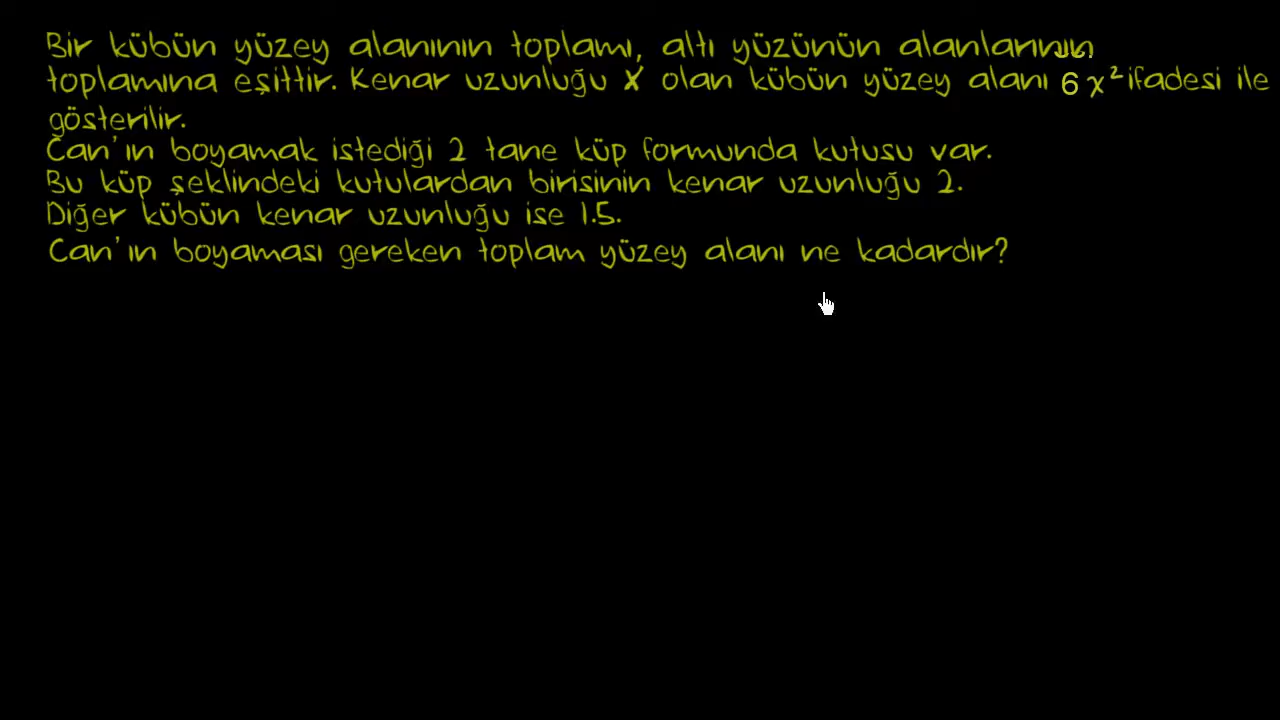 Bir kübün yüzey alanının toplamı, altı yüzünün alanlarının
toplamına eşittir. Kenar uzunluğu x olan kübün yüzey alanı 6 x² ifadesi ile
gösterilir.
Can'ın boyamak istediği 2 tane küp formunda kutusu var.
Bu küp şeklindeki kutulardan birisinin kenar uzunluğu 2.
Diğer kübün kenar uzunluğu ise 1.5.
Can'ın boyaması gereken toplam yüzey alanı ne kadardır?